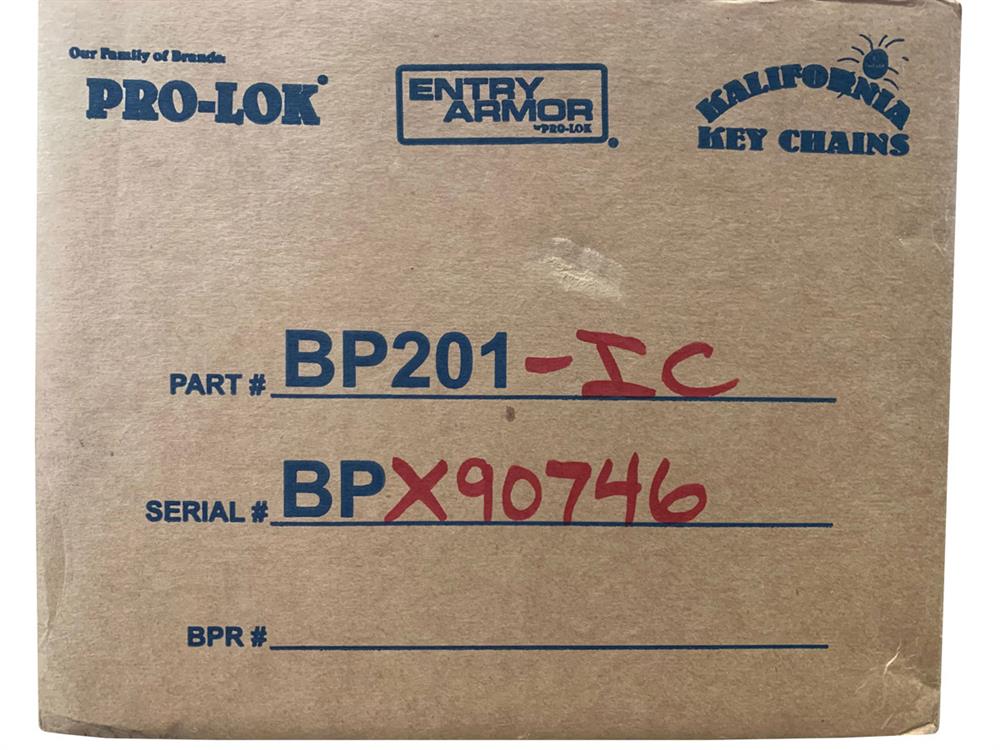 Our Family of Brands
PRO-LOK
ENTRY
ARMOR
BY PRO-LOK
KALIFORNIA
KEY CHAINS
PART # BP201-IC
SERIAL # BPX90746
BPR #